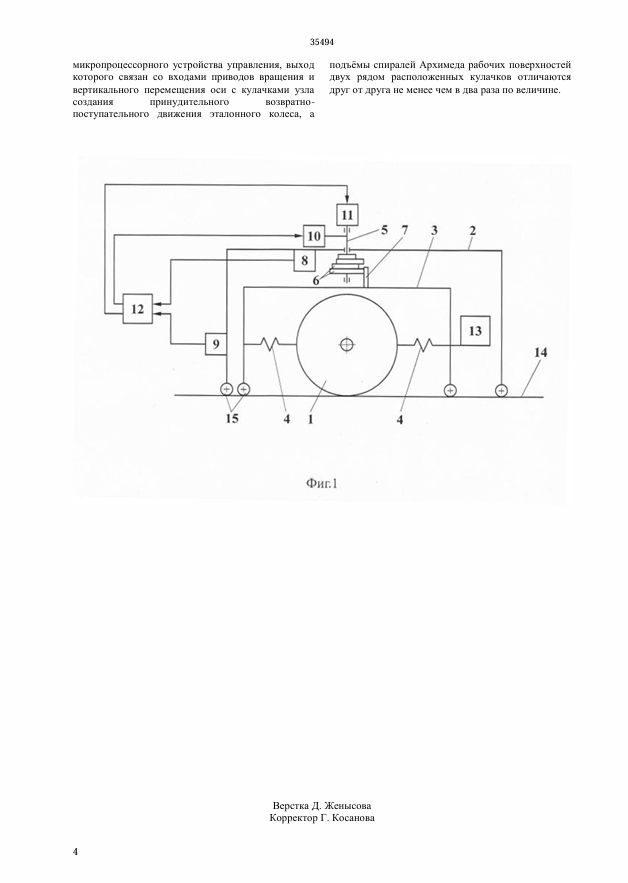 35494
микропроцессорного устройства управления, выход
которого связан со входами приводов вращения и
вертикального перемещения оси с кулачками узла
создания принудительного возвратно-
поступательного движения эталонного колеса, а
подъёмы спиралей Архимеда рабочих поверхностей
двух рядом расположенных кулачков отличаются
друг от друга не менее чем в два раза по величине.
11
10
5
7
3
2
8
6
12
9
13
14
15
4
1
4
Фиг.1
Верстка Д. Женысова
Корректор Г. Косанова
4